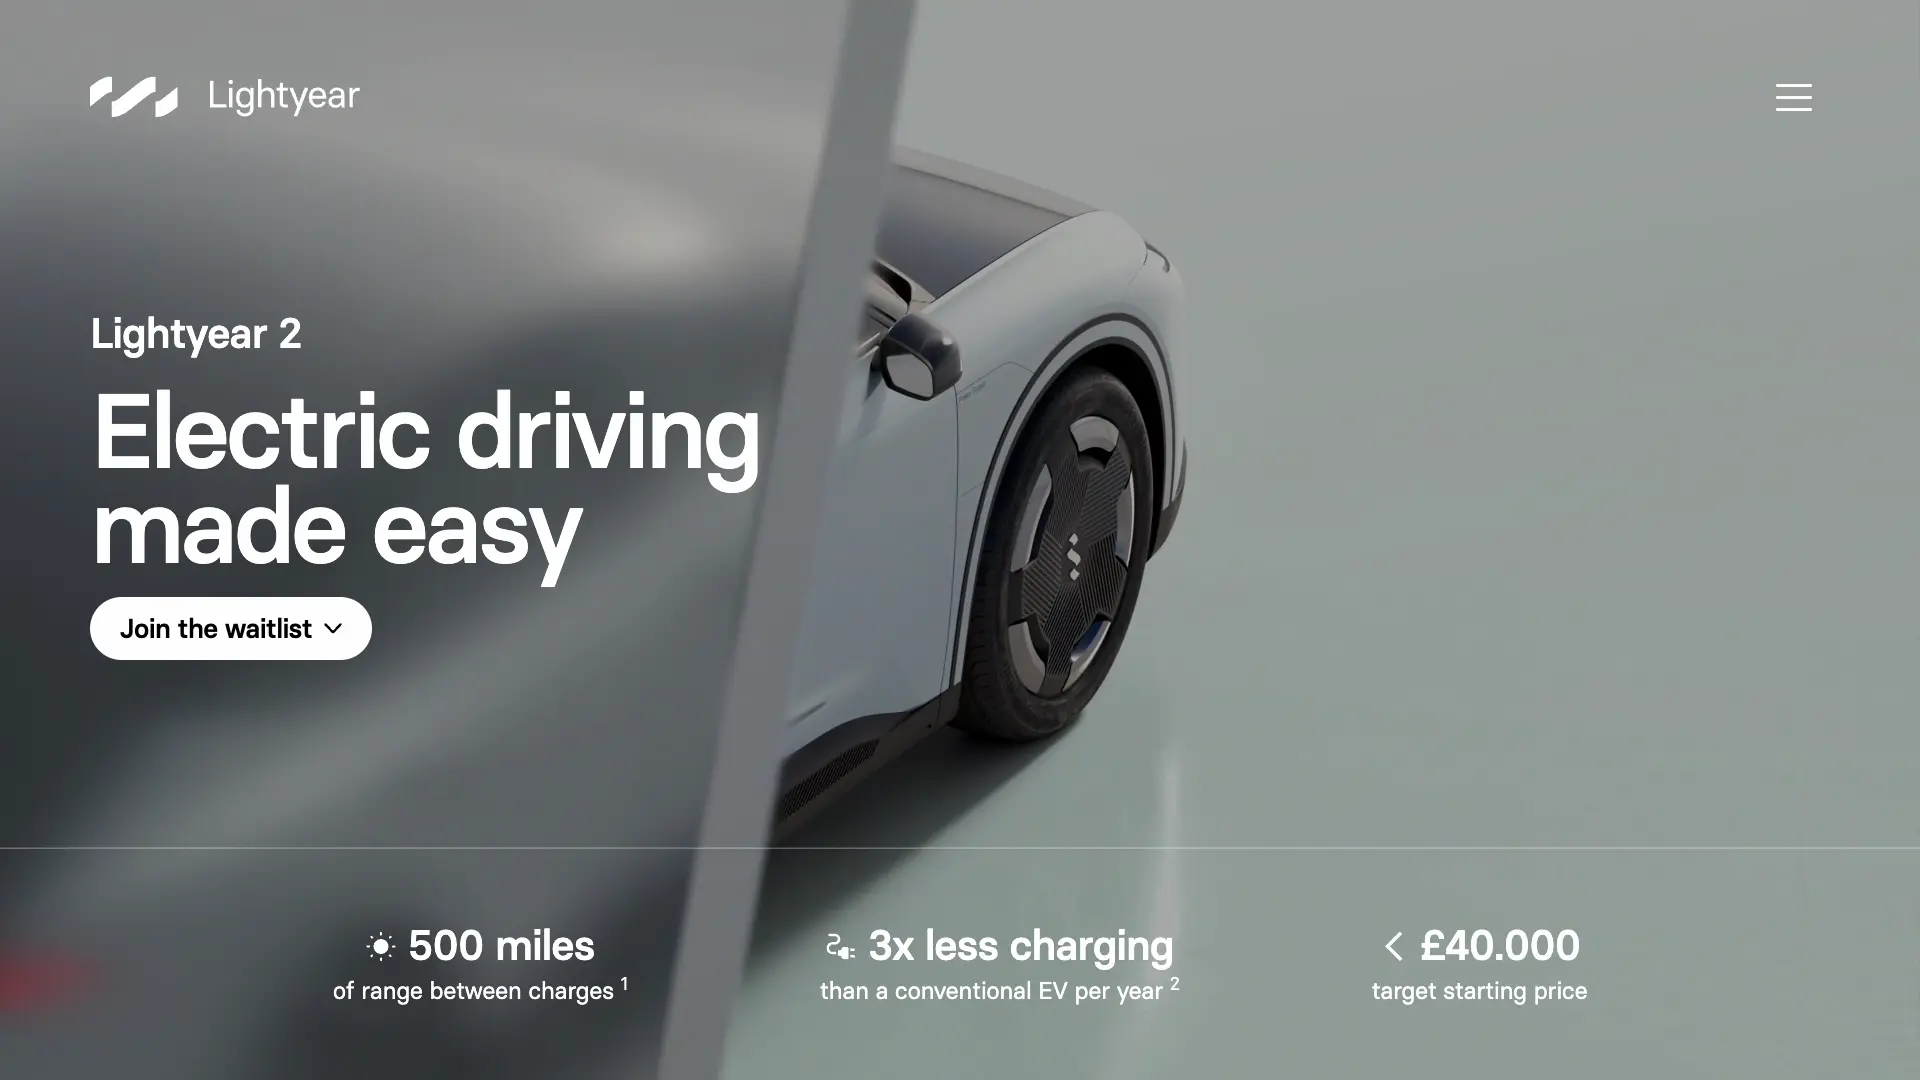 Lightyear
Lightyear 2
Electric driving
made easy
Join the waitlist
500 miles
of range between charges 1
3x less charging
than a conventional EV per year 2
< £40.000
target starting price